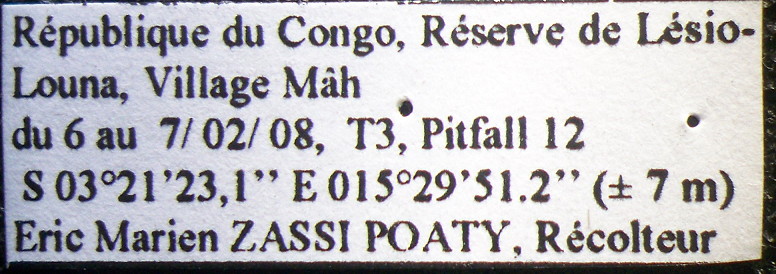 République du Congo, Réserve de Lésio-
Louna, Village Mâh
du 6 au 7/ 02/ 08, T3, Pitfall 12
S 03°21’23,1’’ E 015°29’51.2’’ (± 7 m)
Eric Marien ZASSI POATY, Récolteur